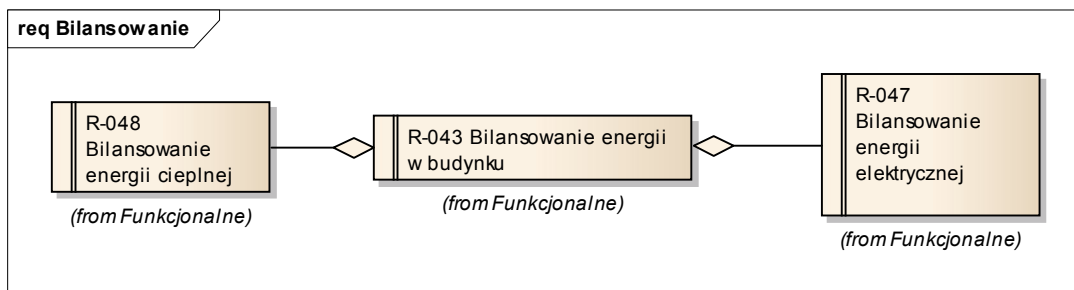 req Bilansowanie
R-048
Bilansowanie
energii cieplnej
(from Funkcjonalne)
R-043 Bilansowanie energii
w budynku
(from Funkcjonalne)
R-047
Bilansowanie
energii
elektrycznej
(from Funkcjonalne)